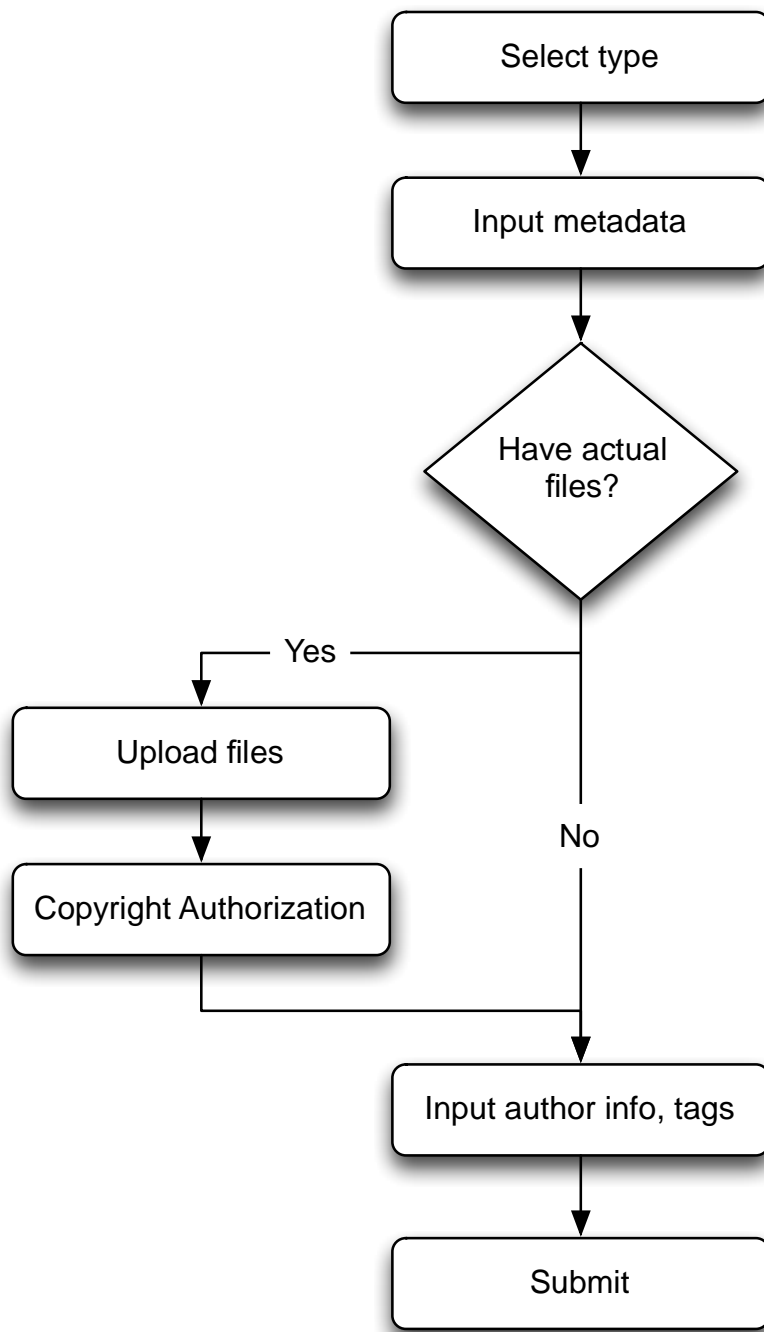 Select type
Input metadata
Have actual
files?
Yes
Upload files
No
Copyright Authorization
Input author info, tags
Submit